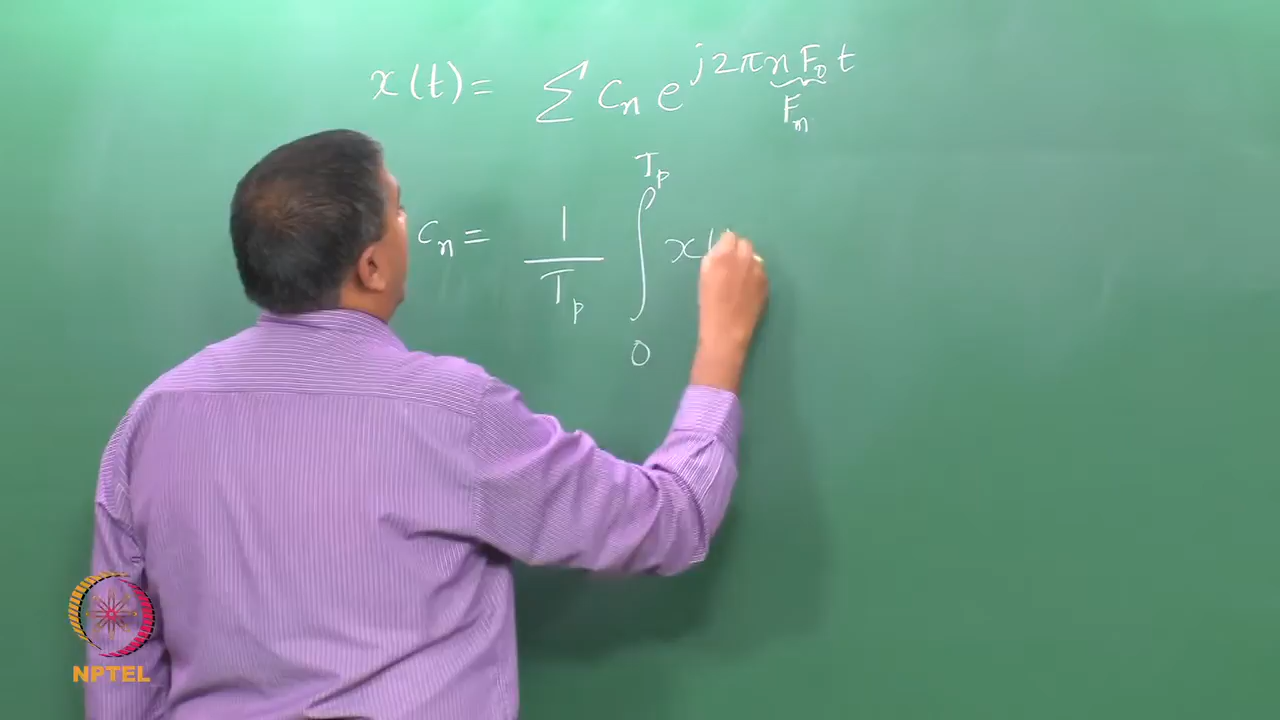 x(t) = ∑ Cn e^{j2πnF0t}
Fn
Tp
cn = 1/Tp ∫ x(
0
NPTEL